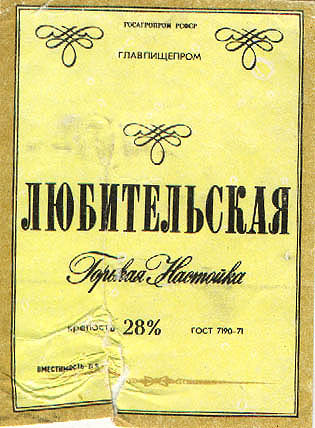 ГОСАГРОПРОМ РСФСР
ГЛАВПИЩЕПРОМ
ЛЮБИТЕЛЬСКАЯ
Горькая Настойка
крепость 28% ГОСТ 7190-71
ВМЕСТИМОСТЬ